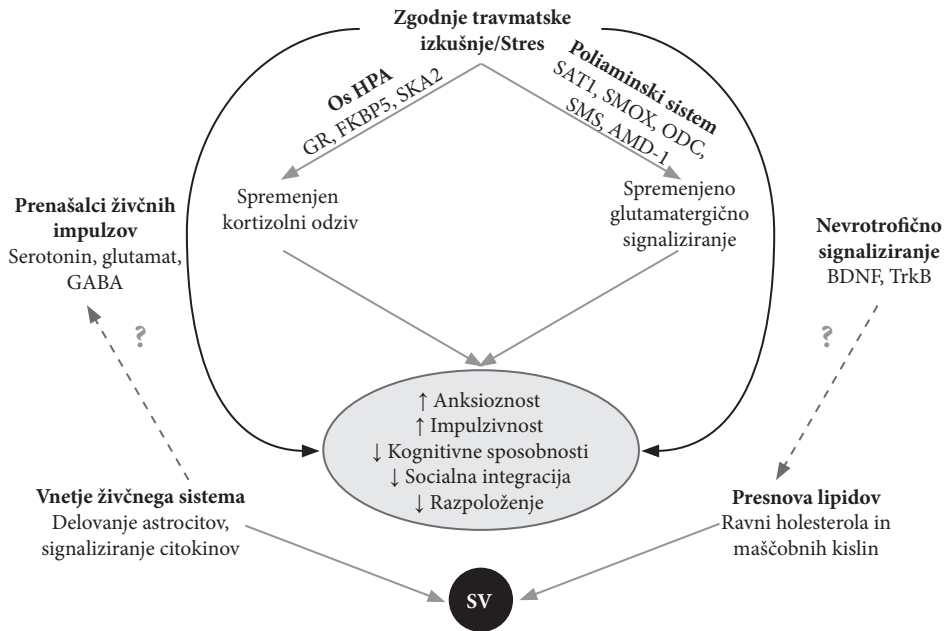 Zgodnje travmatske
izkušnje/Stres
Os HPA
GR, FKBP5, SKA2
Poliaminski sistem
SAT1, SMOX, ODC,
SMS, AMD-1
Spremenjen
kortizolni odziv
Spremenjeno
glutamatergično
signaliziranje
Prenašalci živčnih
impulzov
Serotonin, glutamat,
GABA
Nevrotrofično
signaliziranje
BDNF, TrkB
?
?
↑ Anksioznost
↑ Impulzivnost
↓ Kognitivne sposobnosti
↓ Socialna integracija
↓ Razpoloženje
Vnetje živčnega sistema
Delovanje astrocitov,
signaliziranje citokinov
Presnova lipidov
Ravni holesterola in
maščobnih kislin
SV